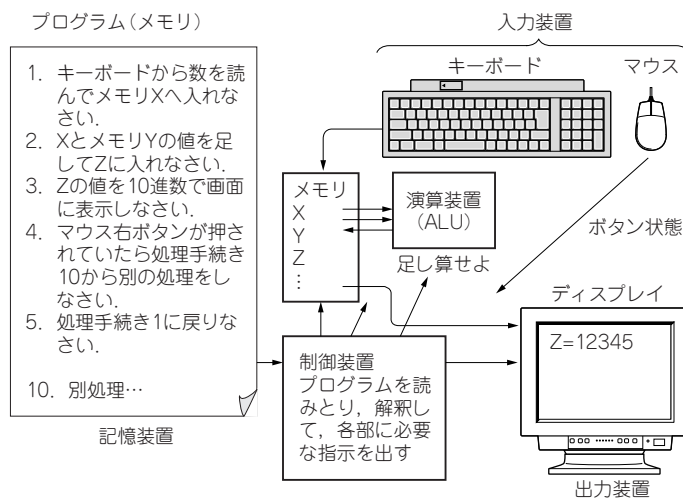 プログラム(メモリ)
1. キーボードから数を読
んでメモリXへ入れな
さい.
2. XとメモリYの値を足
してZに入れなさい.
3. Zの値を10進数で画面
に表示しなさい.
4. マウス右ボタンが押さ
れていたら処理手続き
10から別の処理をし
なさい.
5. 処理手続き1に戻りな
さい.
10. 別処理…
記憶装置
入力装置
キーボード
マウス
メモリ
X
Y
Z
⋮
演算装置
(ALU)
足し算せよ
ボタン状態
制御装置
プログラムを読
みとり,解釈して
,各部に必要
な指示を出す
ディスプレイ
Z=12345
出力装置